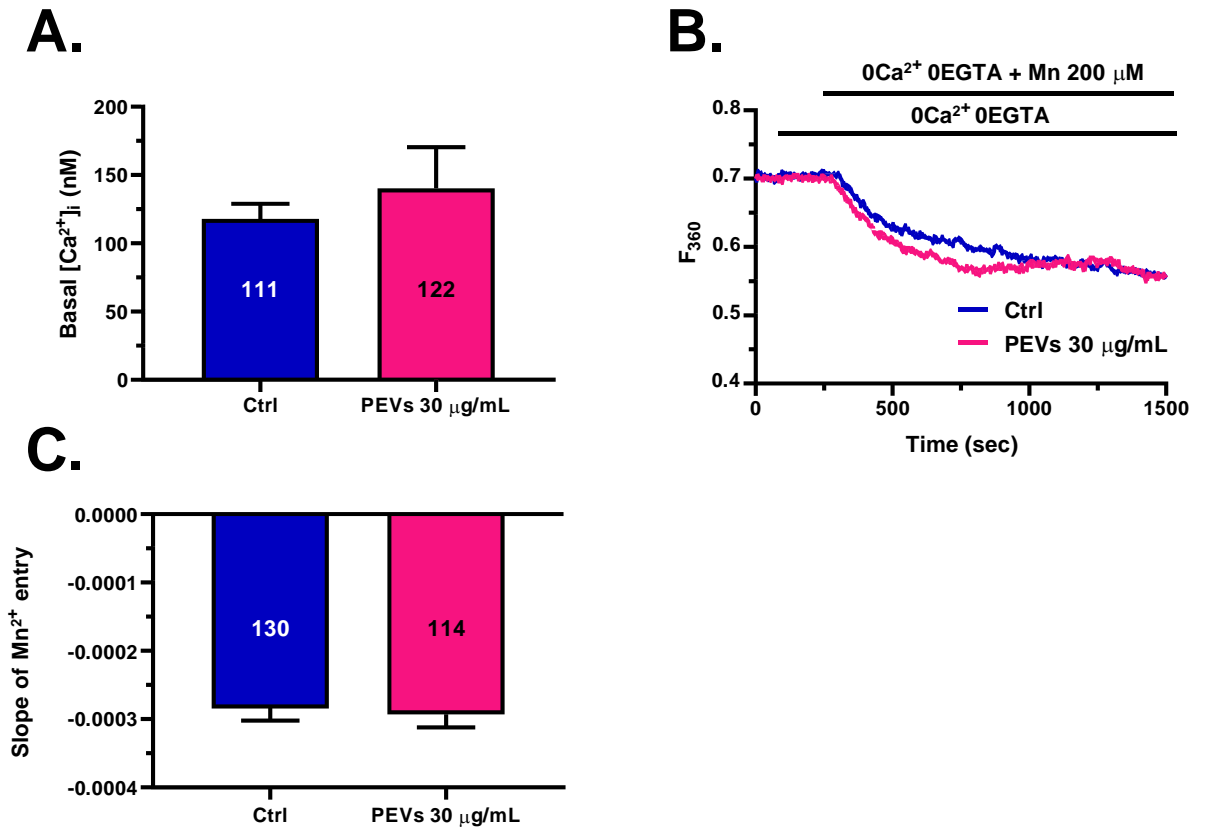 A.
200
150
100
50
0
Basal [Ca²⁺]i (nM)
111
122
Ctrl
PEVs 30 μg/mL
B.
0Ca²⁺ 0EGTA + Mn 200 μM
0Ca²⁺ 0EGTA
0.8
0.7
0.6
0.5
0.4
F₃₆₀
Ctrl
PEVs 30 μg/mL
0
500
1000
1500
Time (sec)
C.
0.0000
-0.0001
-0.0002
-0.0003
-0.0004
Slope of Mn²⁺ entry
130
114
Ctrl
PEVs 30 μg/mL